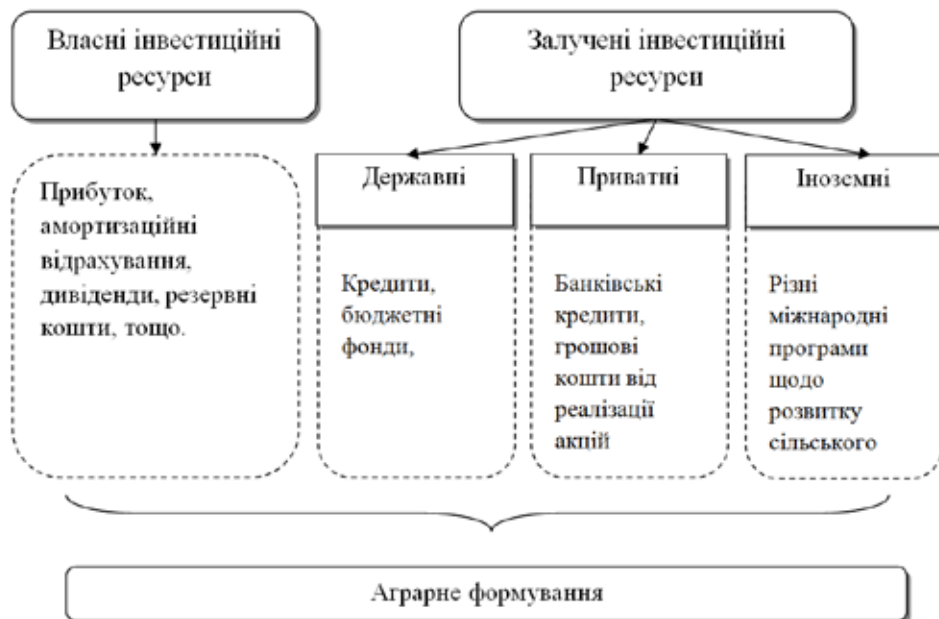 Власні інвестиційні
ресурси
Залучені інвестиційні
ресурси
Прибуток,
амортизаційні
відрахування,
дивіденди, резервні
кошти, тощо.
Державні
Кредити,
бюджетні
фонди,
Приватні
Банківські
кредити,
грошові
кошти від
реалізації
акцій
Іноземні
Різні
міжнародні
програми
щодо
розвитку
сільського
Аграрне формування